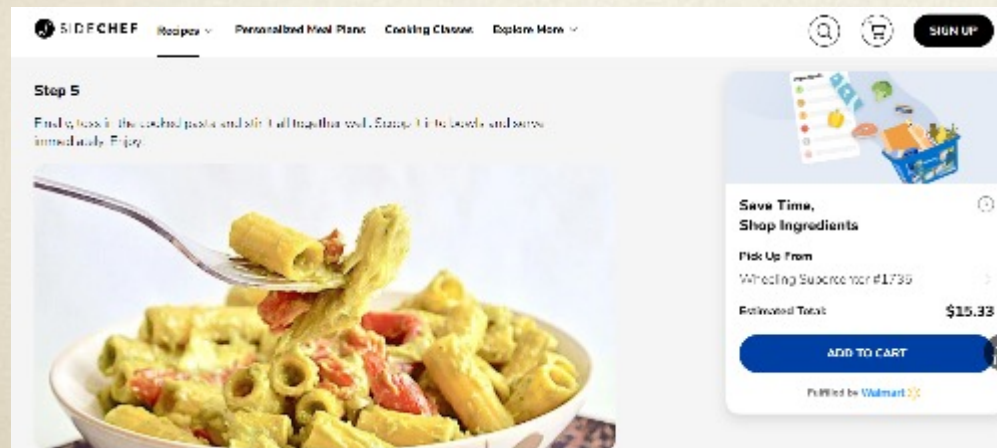 SIDECHEF Recipes Personalized Meal Plans Cooking Classes Explore More SIGN UP
Step 5
Finally, toss in the cooked pasta and stir it all together well. Scoop it into bowls and serve
immediately. Enjoy.
Save Time,
Shop Ingredients
Pick Up From
Wheeling Supercenter #1735
Estimated Total: $15.33
ADD TO CART
Fulfilled by Walmart